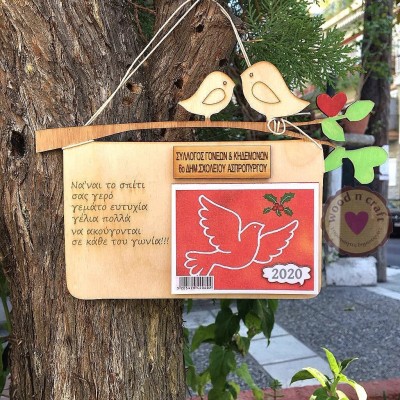 ΣΥΛΛΟΓΟΣ ΓΟΝΕΩΝ & ΚΗΔΕΜΟΝΩΝ
6ο ΔΗΜ.ΣΧΟΛΕΙΟΥ ΑΣΠΡΟΠΥΡΓΟΥ
Να'ναι το σπίτι
σας γερό
γεμάτο ευτυχία
γέλια πολλά
να ακούγονται
σε κάθε του γωνία!!!
2020
wood n craft